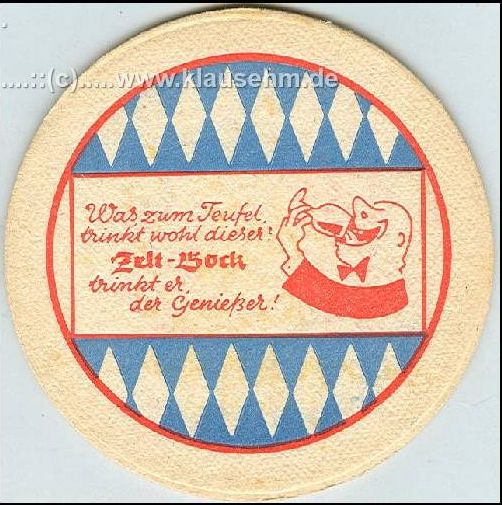 ....::(c).....www.klausehm.de
Was zum Teufel,
trinkt wohl dieser?
Zelt-Bock
trinkt er,
der Genießer!